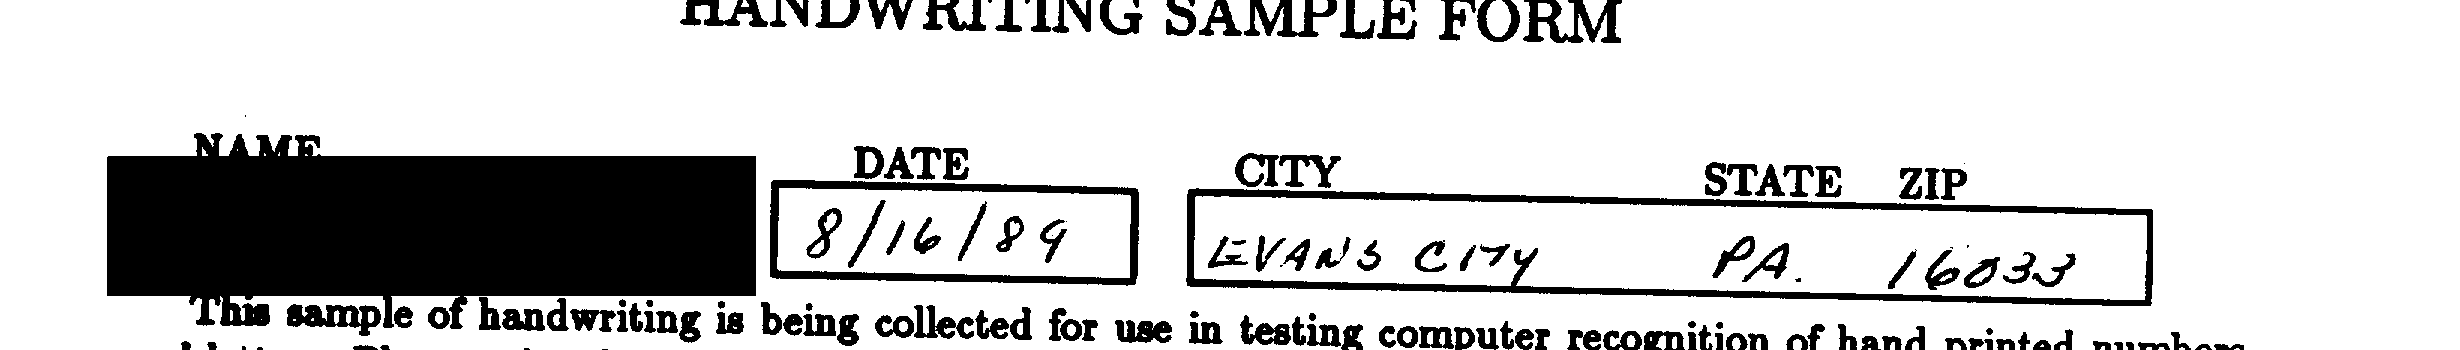 HANDWRITING SAMPLE FORM
NAME DATE CITY STATE ZIP
8/16/89 EVANS CITY PA. 16033
This sample of handwriting is being collected for use in testing computer recognition of hand printed numbers